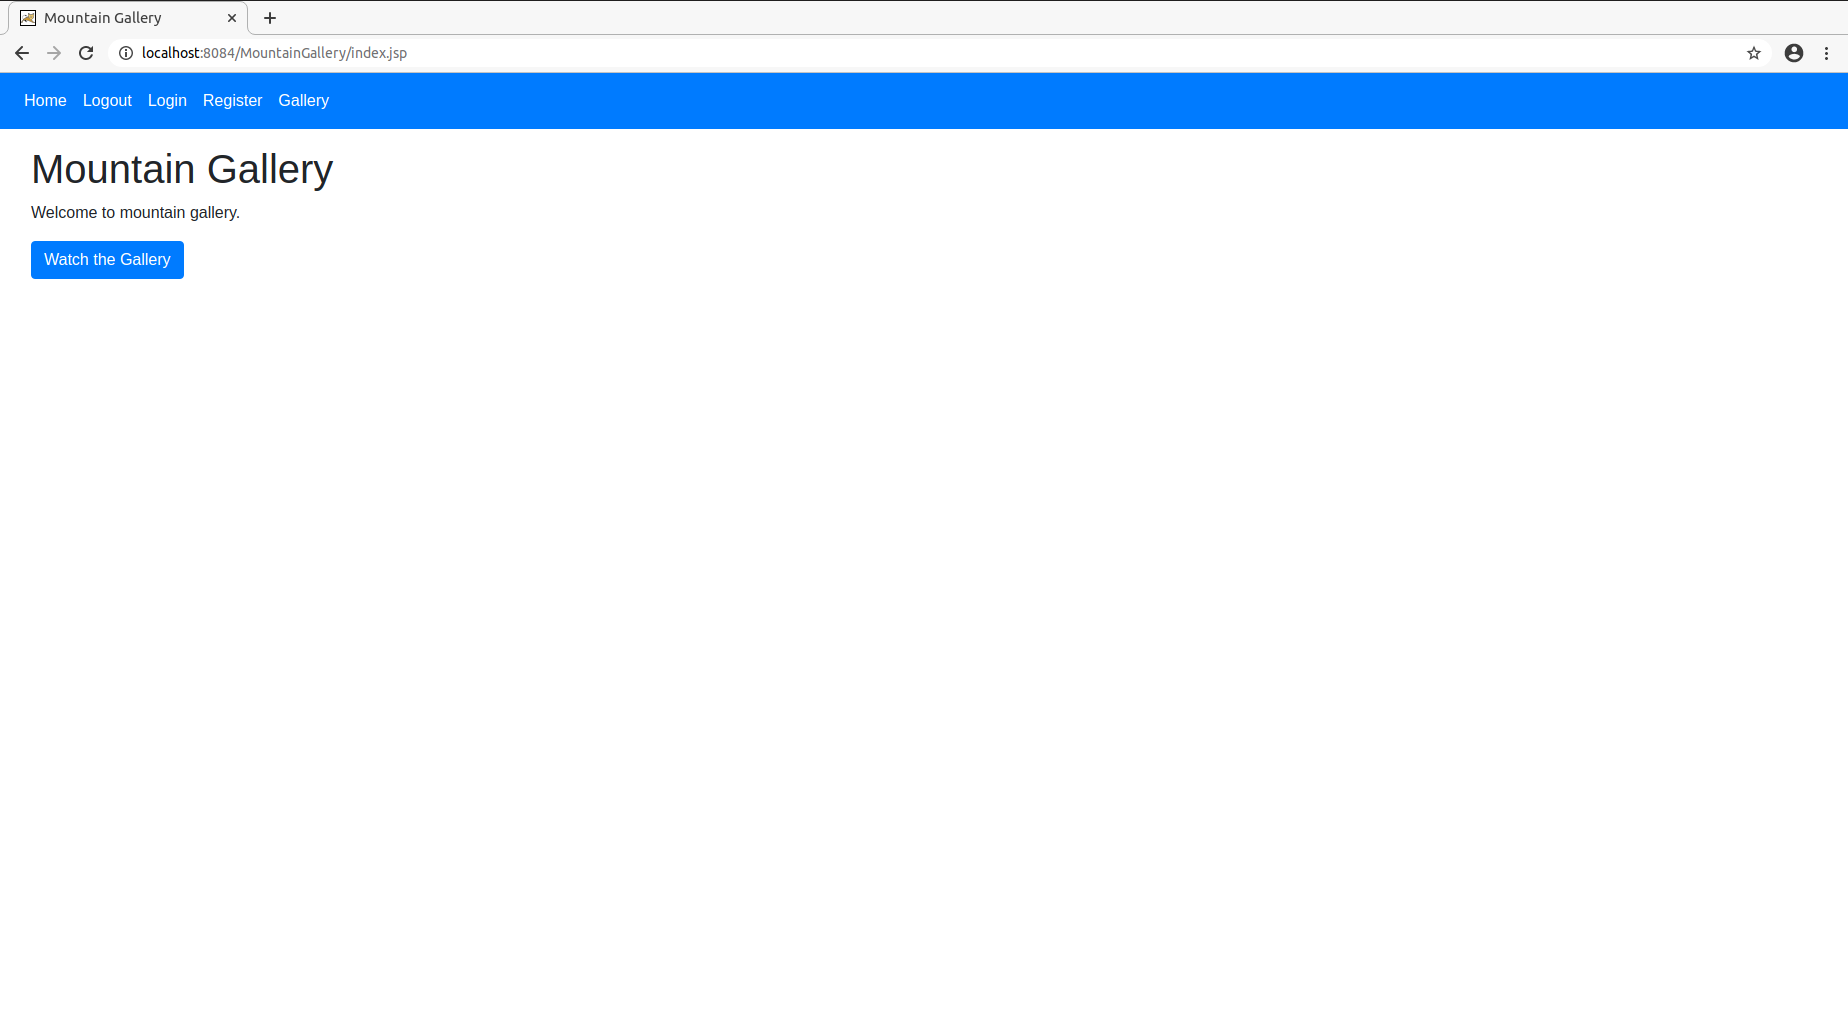 Mountain Gallery
localhost:8084/MountainGallery/index.jsp
Home Logout Login Register Gallery
Mountain Gallery
Welcome to mountain gallery.
Watch the Gallery